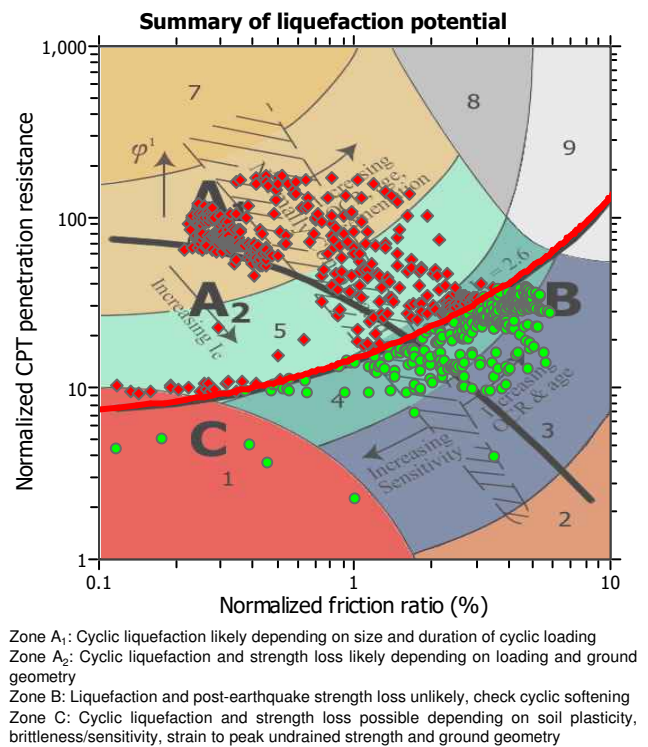 Summary of liquefaction potential
1,000
100
10
1
Normalized CPT penetration resistance
0.1
1
10
Normalized friction ratio (%)
7
8
9
φ¹
A
Increasing
A₂
Increasing Ic
5
= 2.6
B
4
Increasing
OCR & age
3
C
1
Increasing
Sensitivity
2
Zone A₁: Cyclic liquefaction likely depending on size and duration of cyclic loading
Zone A₂: Cyclic liquefaction and strength loss likely depending on loading and ground
geometry
Zone B: Liquefaction and post-earthquake strength loss unlikely, check cyclic softening
Zone C: Cyclic liquefaction and strength loss possible depending on soil plasticity,
brittleness/sensitivity, strain to peak undrained strength and ground geometry